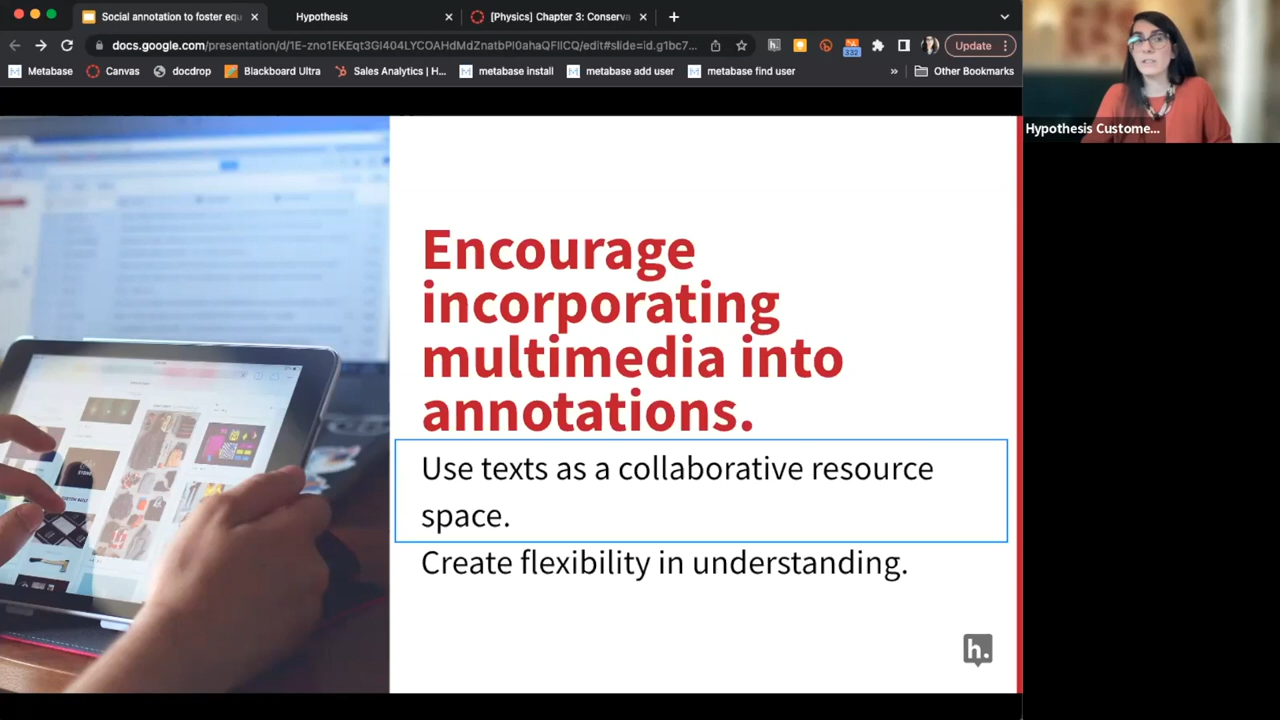 Social annotation to foster equ
Hypothesis
[Physics] Chapter 3: Conserva
docs.google.com/presentation/d/1E-zno1EKEqt3GI404LYCOAHdMdZnatbPI0ahaQFIICQ/edit#slide=id.g1bc7...
332
Update
Metabase
Canvas
docdrop
Blackboard Ultra
Sales Analytics | H...
metabase install
metabase add user
metabase find user
»
Other Bookmarks
Hypothesis Custome...
Encourage
incorporating
multimedia into
annotations.
Use texts as a collaborative resource
space.
Create flexibility in understanding.
h.